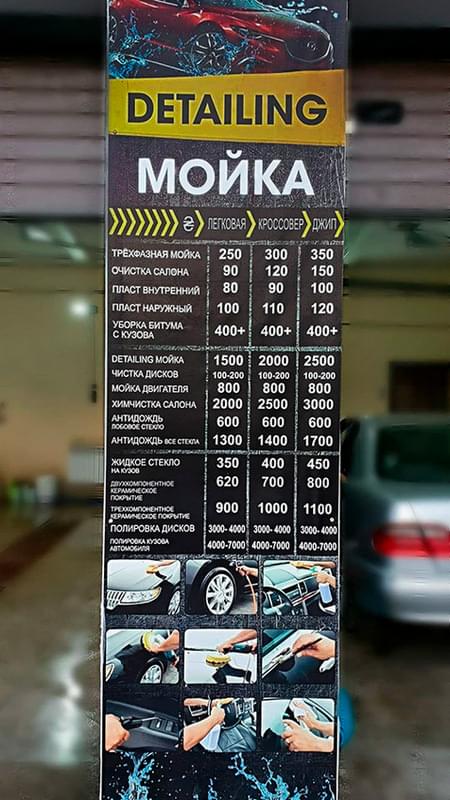 DETAILING
МОЙКА
₴ ЛЕГКОВАЯ КРОССОВЕР ДЖИП
ТРЁХФАЗНАЯ МОЙКА 250 300 350
ОЧИСТКА САЛОНА 90 120 150
ПЛАСТ ВНУТРЕННИЙ 80 90 100
ПЛАСТ НАРУЖНЫЙ 100 110 120
УБОРКА БИТУМА
С КУЗОВА 400+ 400+ 400+
DETAILING МОЙКА 1500 2000 2500
ЧИСТКА ДИСКОВ 100-200 100-200 100-200
МОЙКА ДВИГАТЕЛЯ 800 800 800
ХИМЧИСТКА САЛОНА 2000 2500 3000
АНТИДОЖДЬ
ЛОБОВОЕ СТЕКЛО 600 600 600
АНТИДОЖДЬ ВСЕ СТЕКЛА 1300 1400 1700
ЖИДКОЕ СТЕКЛО
НА КУЗОВ 350 400 450
ДВУХКОМПОНЕНТНОЕ
КЕРАМИЧЕСКОЕ
ПОКРЫТИЕ 620 700 800
ТРЕХКОМПОНЕНТНОЕ
КЕРАМИЧЕСКОЕ ПОКРЫТИЕ 900 1000 1100
ПОЛИРОВКА ДИСКОВ 3000-4000 3000-4000 3000-4000
ПОЛИРОВКА КУЗОВА
АВТОМОБИЛЯ 4000-7000 4000-7000 4000-7000